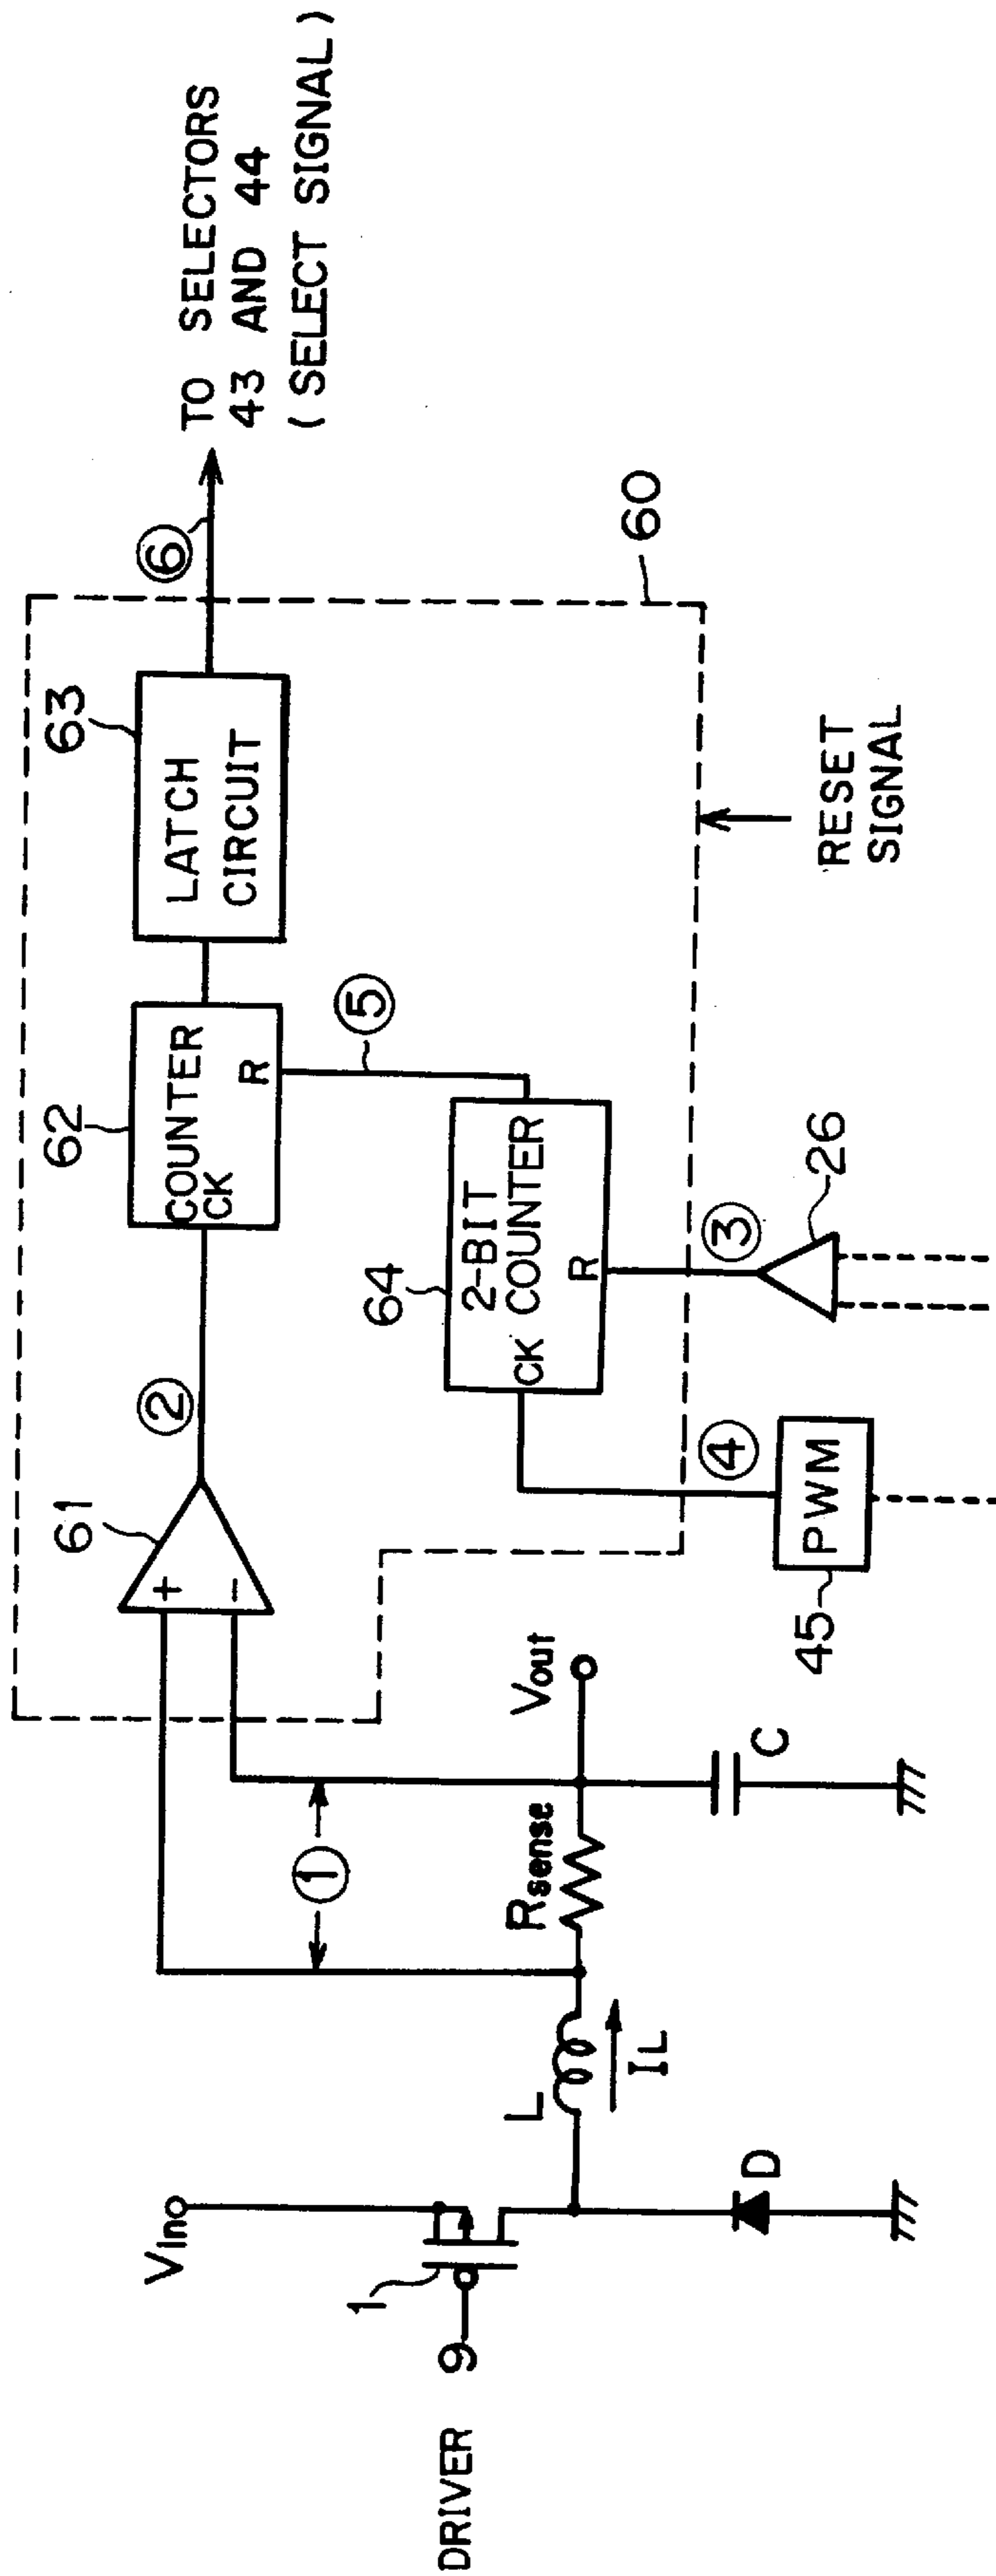 TO SELECTORS
43 AND 44
( SELECT SIGNAL )
6
60
63
LATCH
CIRCUIT
RESET
SIGNAL
62
COUNTER
CK
R
5
64
2-BIT
COUNTER
CK
R
3
26
61
+
-
2
4
PWM
45
1
Vout
Rsense
C
L
IL
Vin
1
D
DRIVER 9